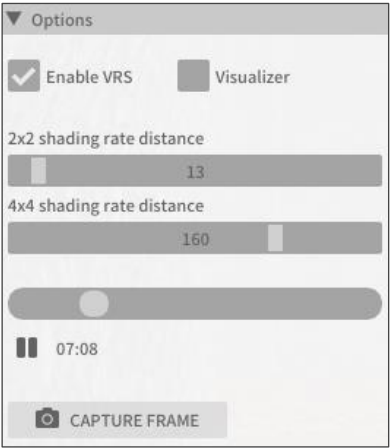 Options
Enable VRS
Visualizer
2x2 shading rate distance
13
4x4 shading rate distance
160
07:08
CAPTURE FRAME